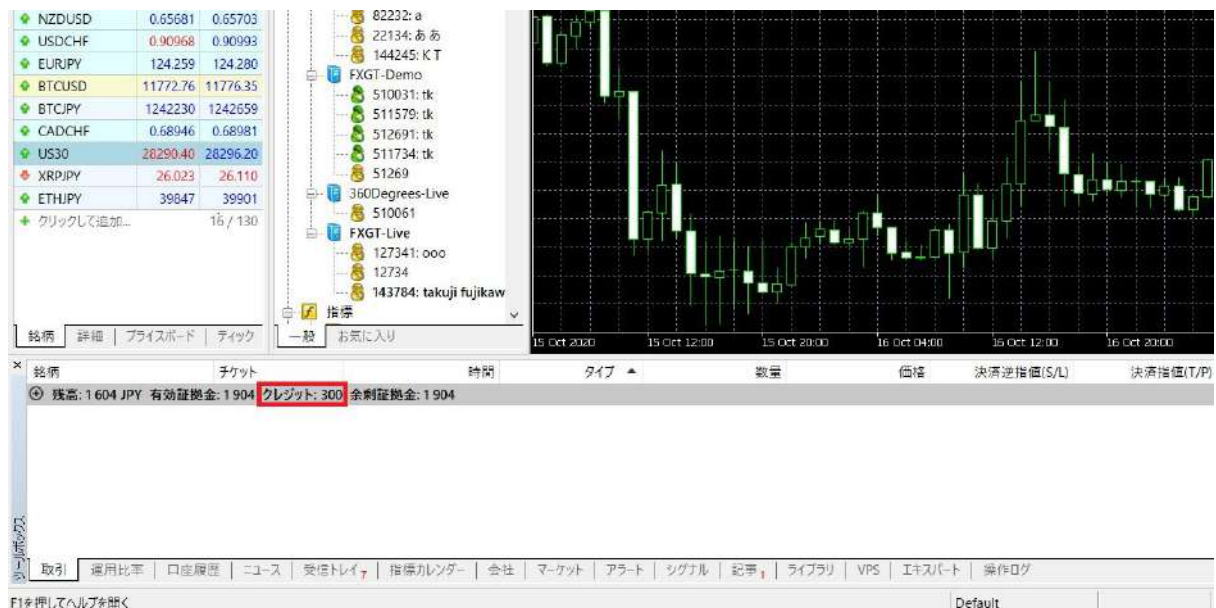 NZDUSD 0.65681 0.65703
USDCHF 0.90968 0.90993
EURJPY 124.259 124.280
BTCUSD 11772.76 11776.35
BTCJPY 1242230 1242659
CADCHF 0.68946 0.68981
US30 28290.40 28296.20
XRPJPY 26.023 26.110
ETHJPY 39847 39901
クリックして追加... 16 / 130
銘柄 詳細 プライスボード ティック
82232: a
22134: あ あ
144245: K T
FXGT-Demo
510031: tk
511579: tk
512691: tk
511734: tk
51269
360Degrees-Live
510061
FXGT-Live
127341: ooo
12734
143784: takuji fujikaw
指標
一般 お気に入り
15 Oct 2020 15 Oct 12:00 15 Oct 20:00 16 Oct 04:00 16 Oct 12:00 16 Oct 20:00
銘柄 チケット 時間 タイプ 数量 価格 決済逆指値(S/L) 決済指値(T/P)
残高: 1 604 JPY 有効証拠金: 1 904 クレジット: 300 余剰証拠金: 1 904
ツールボックス
取引 運用比率 口座履歴 ニュース 受信トレイ 7 指標カレンダー 会社 マーケット アラート シグナル 記事 1 ライブラリ VPS エキスパート 操作ログ
F1を押してヘルプを開く Default